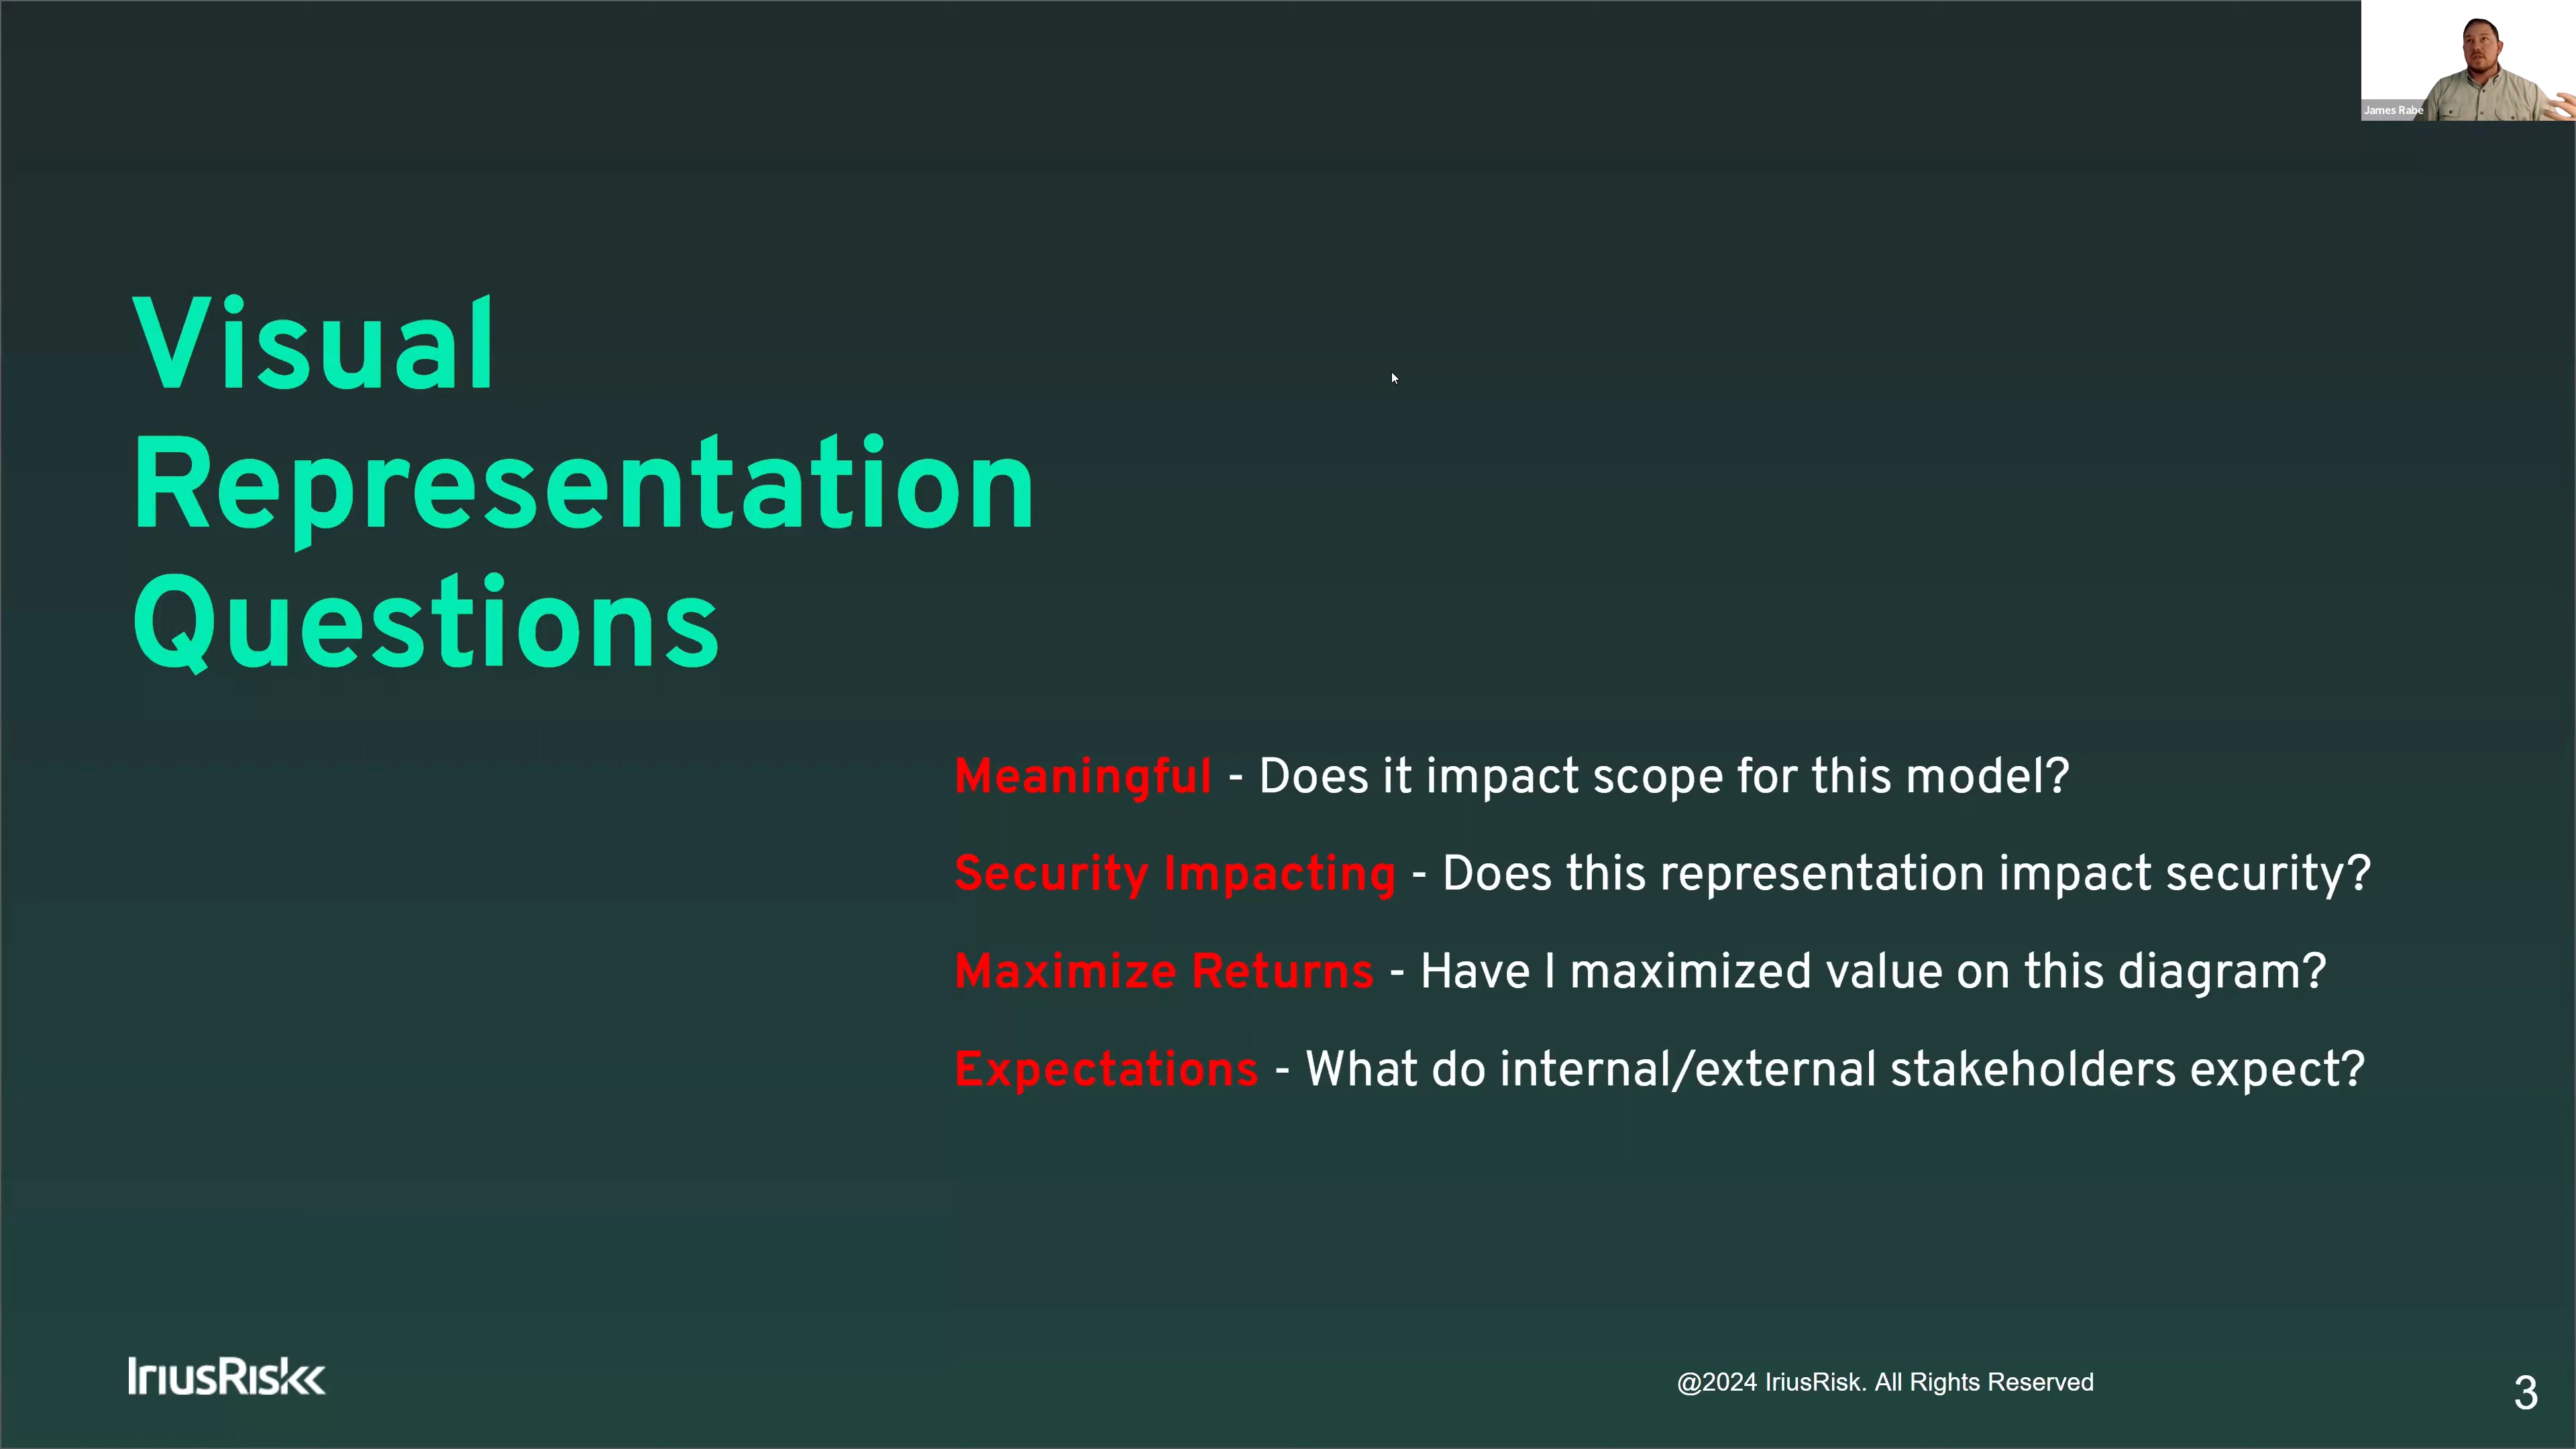 James Rabe
Visual
Representation
Questions
Meaningful - Does it impact scope for this model?
Security Impacting - Does this representation impact security?
Maximize Returns - Have I maximized value on this diagram?
Expectations - What do internal/external stakeholders expect?
IriusRisk
@2024 IriusRisk. All Rights Reserved
3